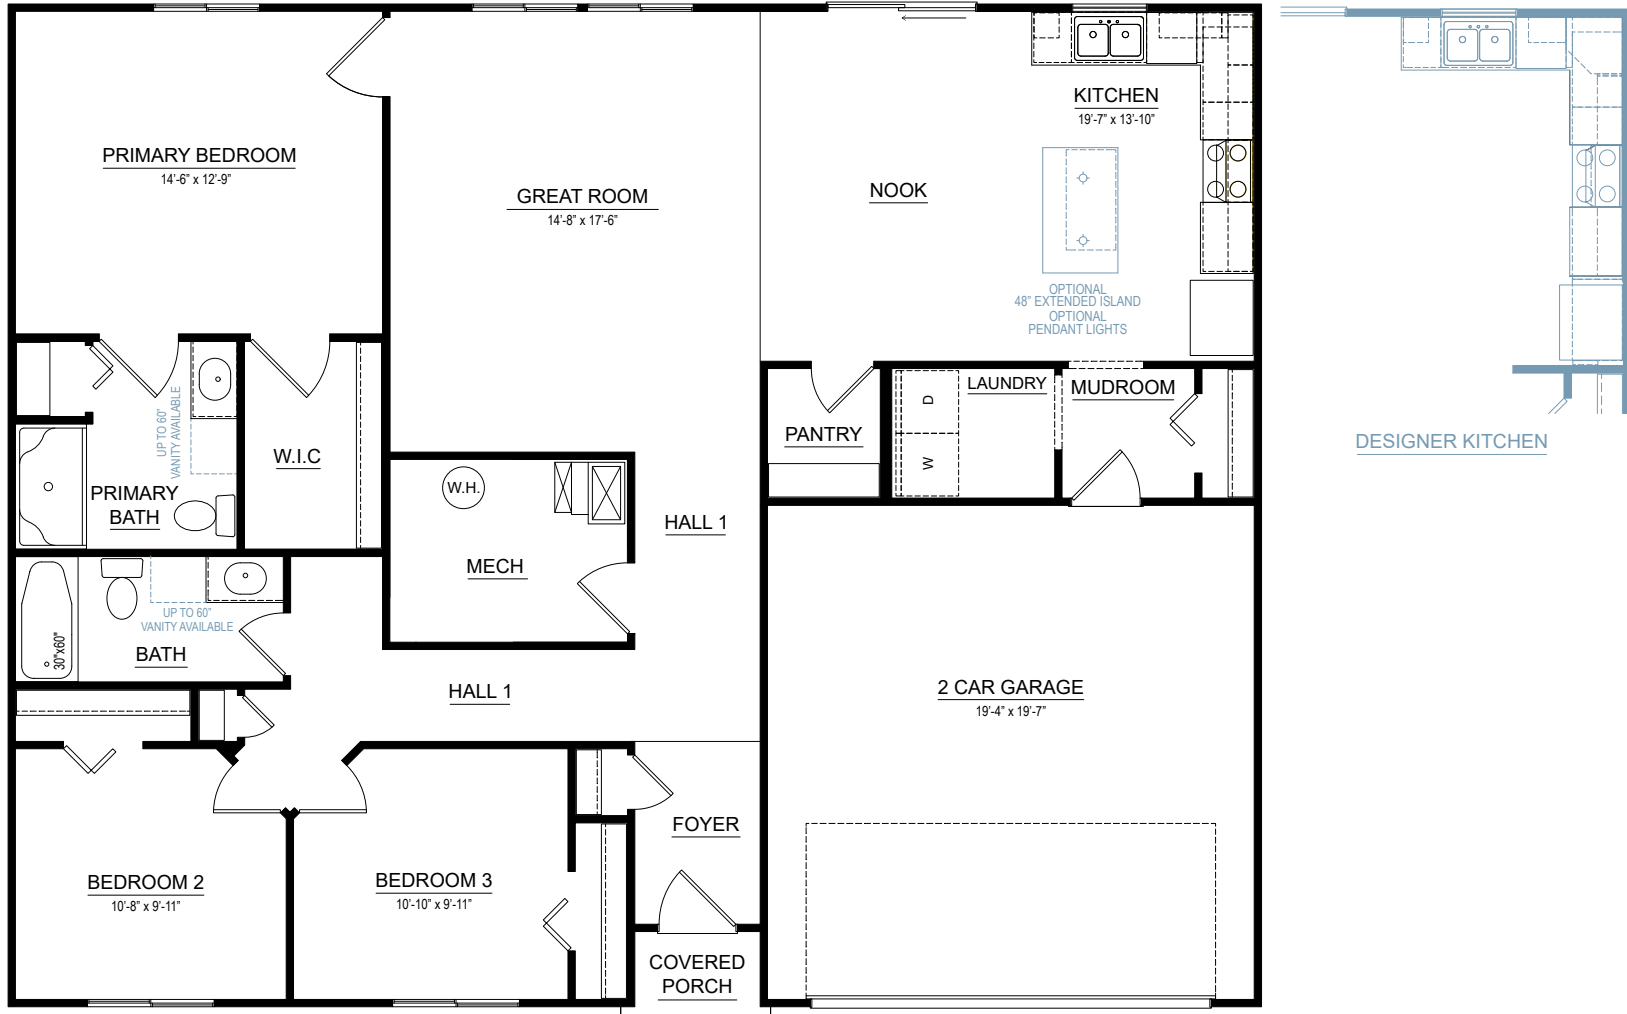 PRIMARY BEDROOM
14'-6" x 12'-9"
GREAT ROOM
14'-8" x 17'-6"
NOOK
KITCHEN
19'-7" x 13'-10"
OPTIONAL
48" EXTENDED ISLAND
OPTIONAL
PENDANT LIGHTS
DESIGNER KITCHEN
UP TO 60"
VANITY AVAILABLE
PRIMARY
BATH
W.I.C
W.H.
MECH
HALL 1
PANTRY
D
W
LAUNDRY
MUDROOM
UP TO 60"
VANITY AVAILABLE
30"x60"
BATH
HALL 1
2 CAR GARAGE
19'-4" x 19'-7"
BEDROOM 2
10'-8" x 9'-11"
BEDROOM 3
10'-10" x 9'-11"
FOYER
COVERED
PORCH